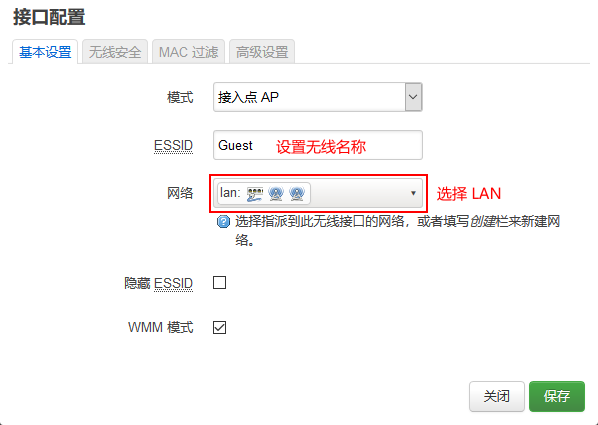 接口配置
基本设置 无线安全 MAC 过滤 高级设置
模式 接入点 AP
ESSID Guest 设置无线名称
网络 lan: 选择 LAN
选择指派到此无线接口的网络，或者填写创建栏来新建网
络。
隐藏 ESSID
WMM 模式
关闭 保存